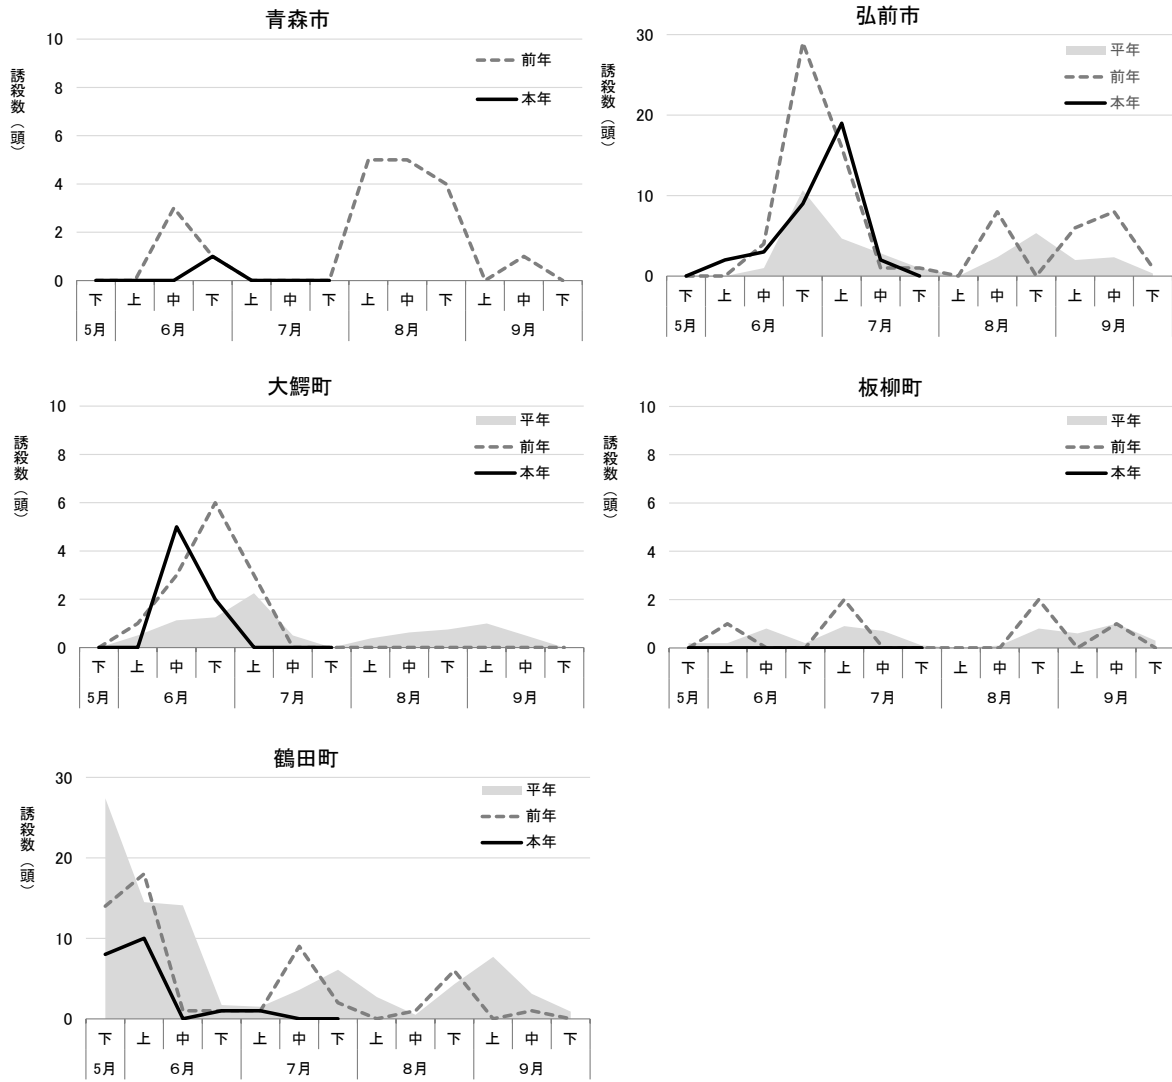 青森市
10
8
6
4
2
0
誘殺数（頭）
前年
本年
下 上 中 下 上 中 下 上 中 下 上 中 下
5月 6月 7月 8月 9月
弘前市
30
20
10
0
誘殺数（頭）
平年
前年
本年
下 上 中 下 上 中 下 上 中 下 上 中 下
5月 6月 7月 8月 9月
大鰐町
10
8
6
4
2
0
誘殺数（頭）
平年
前年
本年
下 上 中 下 上 中 下 上 中 下 上 中 下
5月 6月 7月 8月 9月
板柳町
10
8
6
4
2
0
誘殺数（頭）
平年
前年
本年
下 上 中 下 上 中 下 上 中 下 上 中 下
5月 6月 7月 8月 9月
鶴田町
30
20
10
0
誘殺数（頭）
平年
前年
本年
下 上 中 下 上 中 下 上 中 下 上 中 下
5月 6月 7月 8月 9月